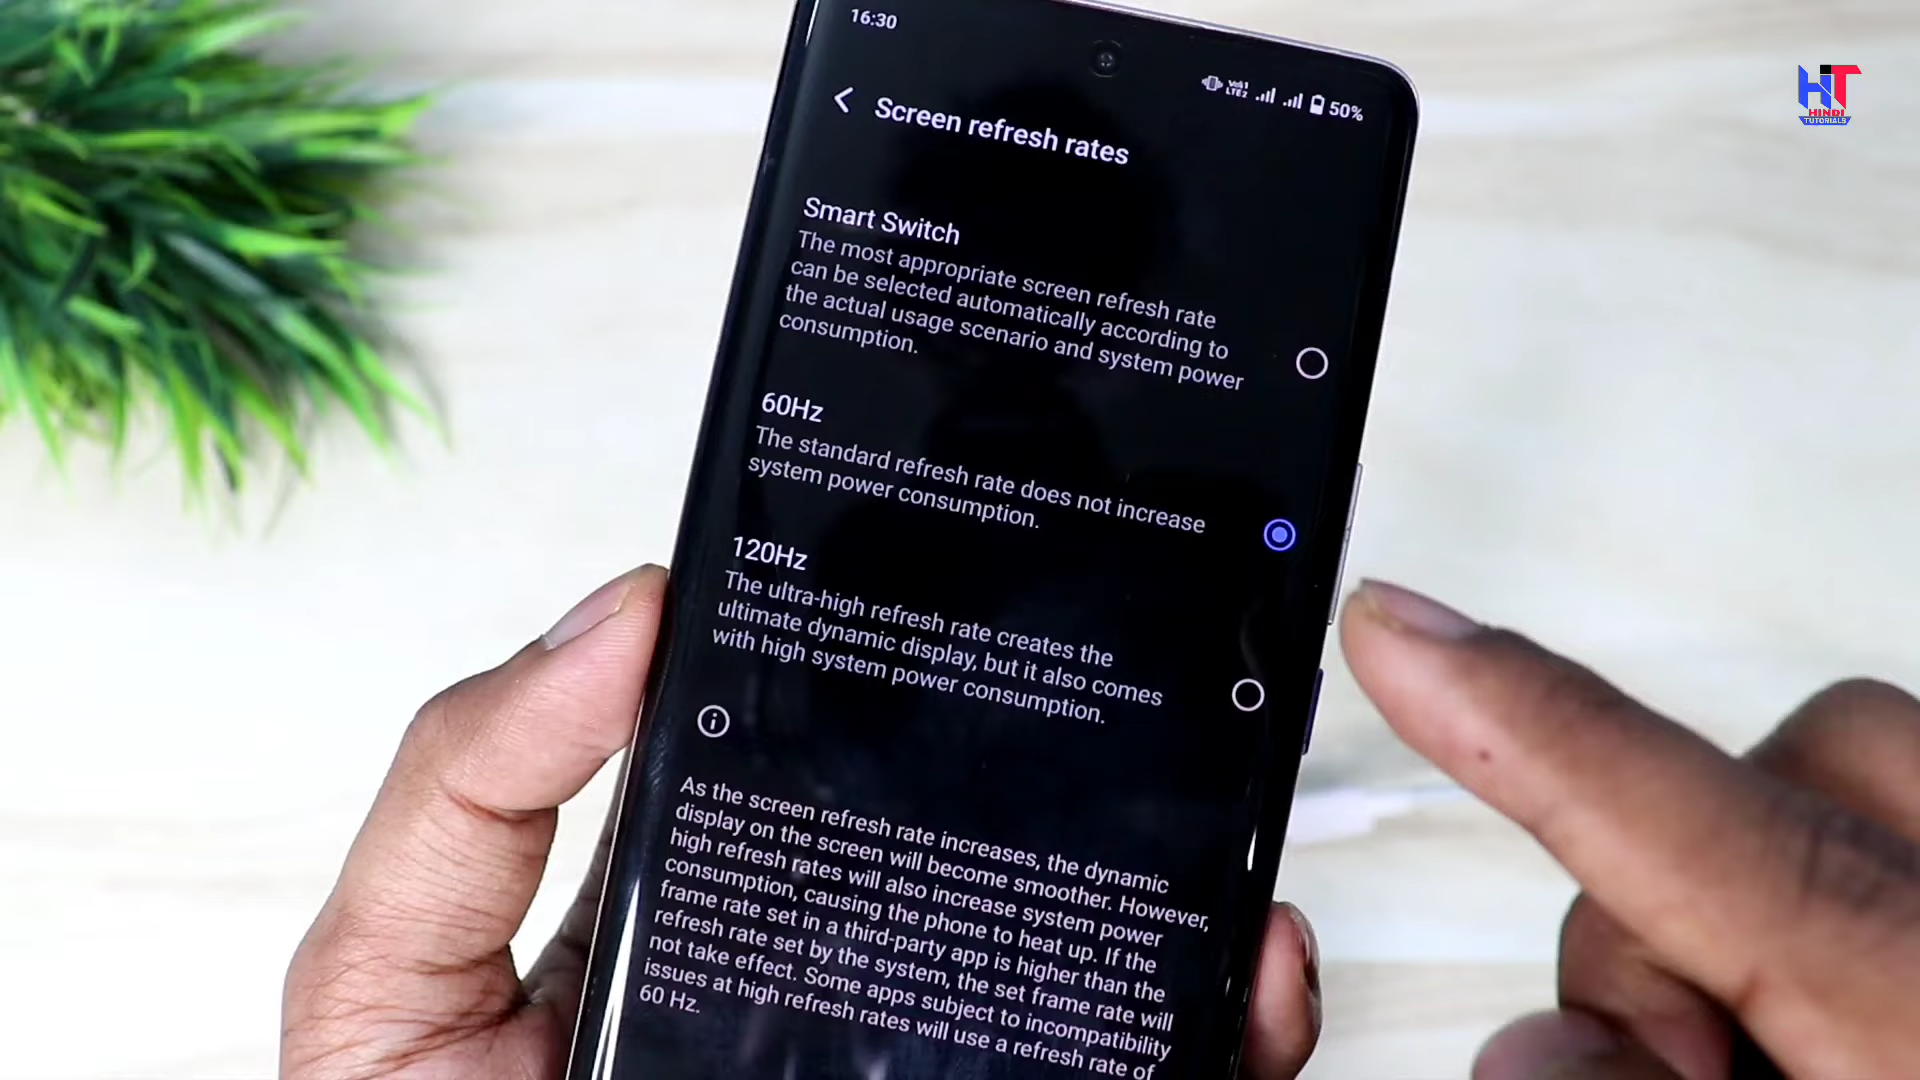 16:30
Vo1
LTE2
50%
Screen refresh rates
Smart Switch
The most appropriate screen refresh rate
can be selected automatically according to
the actual usage scenario and system power
consumption.
60Hz
The standard refresh rate does not increase
system power consumption.
120Hz
The ultra-high refresh rate creates the
ultimate dynamic display, but it also comes
with high system power consumption.
As the screen refresh rate increases, the dynamic
display on the screen will become smoother. However,
high refresh rates will also increase system power
consumption, causing the phone to heat up. If the
frame rate set in a third-party app is higher than the
refresh rate set by the system, the set frame rate will
not take effect. Some apps subject to incompatibility
issues at high refresh rates will use a refresh rate of
60 Hz.
HT
HINDI
TUTORIALS